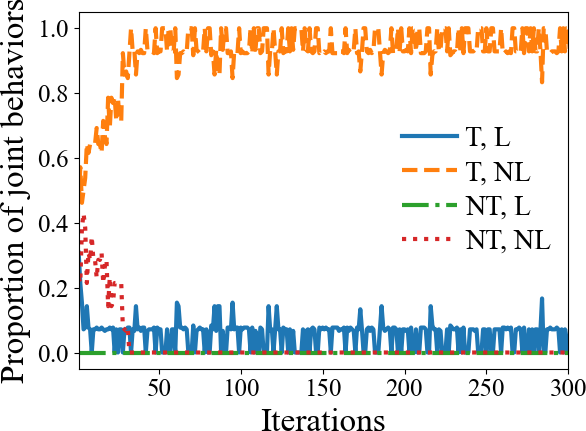 Proportion of joint behaviors
1.0
0.8
0.6
0.4
0.2
0.0
T, L
T, NL
NT, L
NT, NL
50 100 150 200 250 300
Iterations